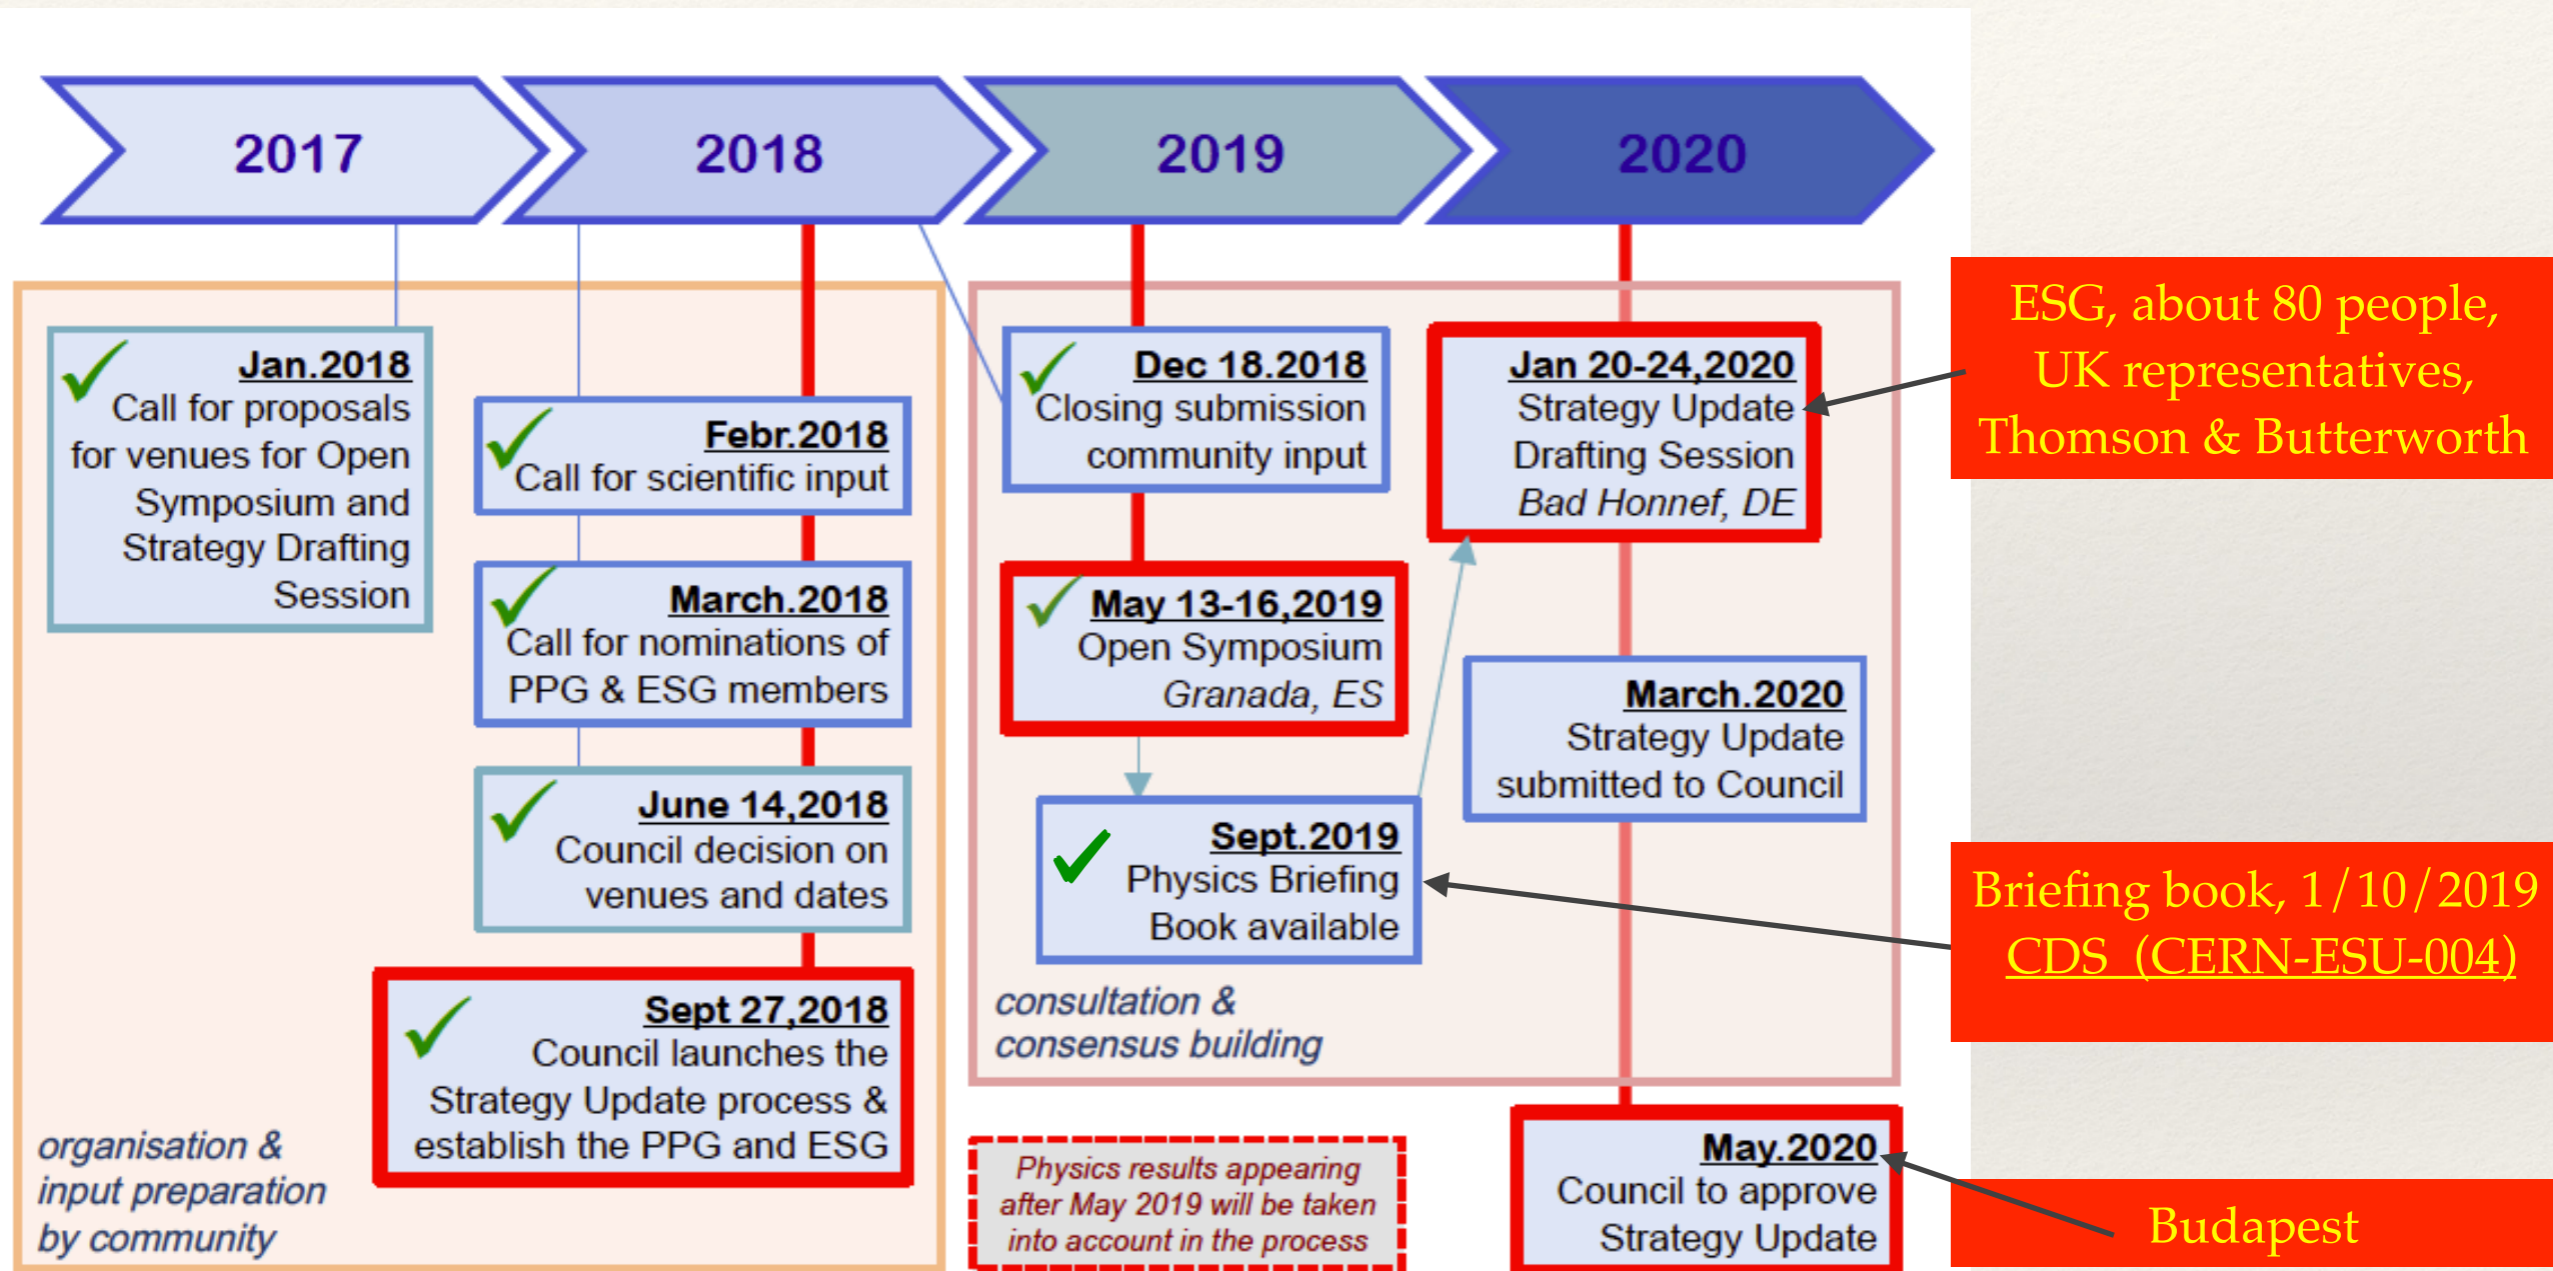 2017
2018
2019
2020
Jan.2018
Call for proposals
for venues for Open
Symposium and
Strategy Drafting
Session
Febr.2018
Call for scientific input
March.2018
Call for nominations of
PPG & ESG members
June 14,2018
Council decision on
venues and dates
Sept 27,2018
Council launches the
Strategy Update process &
establish the PPG and ESG
organisation &
input preparation
by community
Dec 18.2018
Closing submission
community input
May 13-16,2019
Open Symposium
Granada, ES
Sept.2019
Physics Briefing
Book available
consultation &
consensus building
Physics results appearing
after May 2019 will be taken
into account in the process
Jan 20-24,2020
Strategy Update
Drafting Session
Bad Honnef, DE
March.2020
Strategy Update
submitted to Council
May.2020
Council to approve
Strategy Update
ESG, about 80 people,
UK representatives,
Thomson & Butterworth
Briefing book, 1/10/2019
CDS (CERN-ESU-004)
Budapest